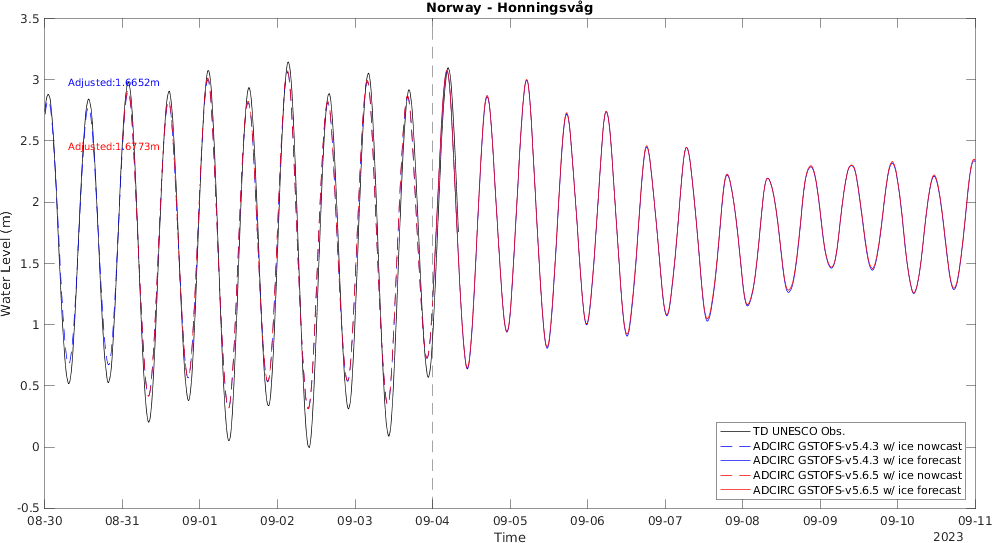 Norway - Honningsvåg
3.5
3
2.5
2
1.5
1
0.5
0
-0.5
Water Level (m)
Adjusted:1.6652m
Adjusted:1.6773m
TD UNESCO Obs.
ADCIRC GSTOFS-v5.4.3 w/ ice nowcast
ADCIRC GSTOFS-v5.4.3 w/ ice forecast
ADCIRC GSTOFS-v5.6.5 w/ ice nowcast
ADCIRC GSTOFS-v5.6.5 w/ ice forecast
08-30 08-31 09-01 09-02 09-03 09-04 09-05 09-06 09-07 09-08 09-09 09-10 09-11
Time
2023